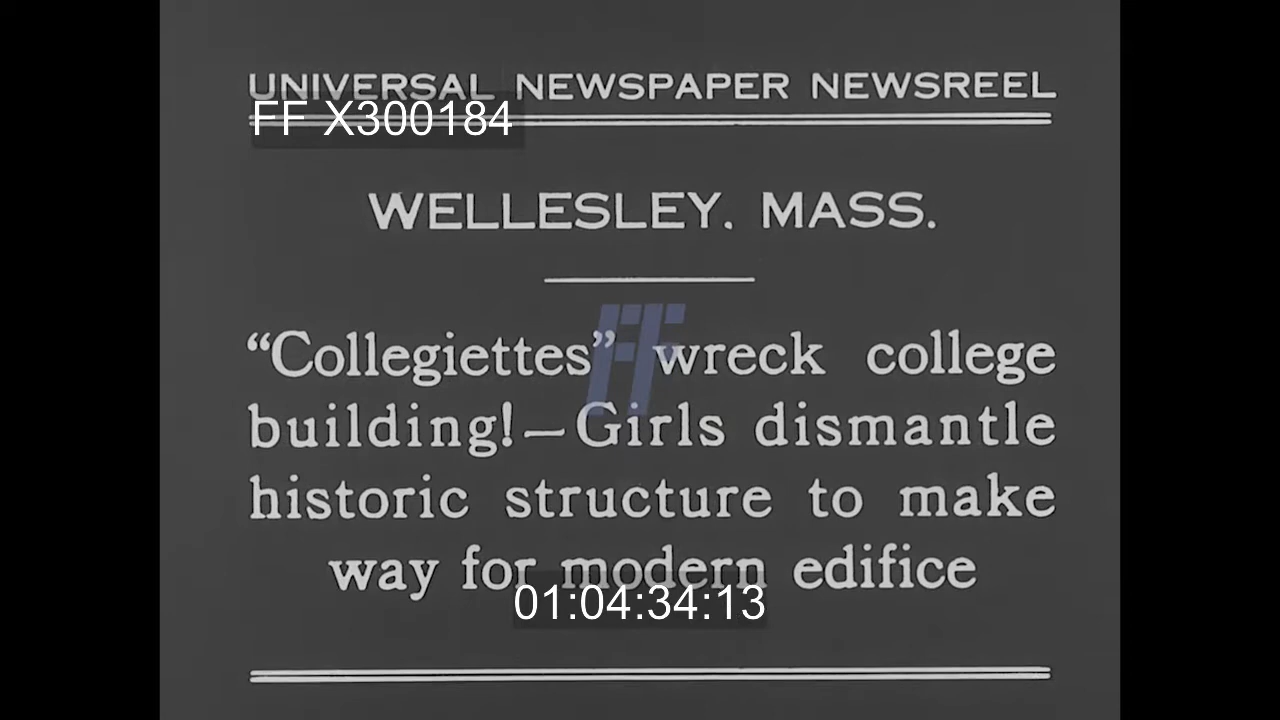 UNIVERSAL NEWSPAPER NEWSREEL
FF X300184
WELLESLEY, MASS.
FF
“Collegiettes” wreck college
building!—Girls dismantle
historic structure to make
way for modern edifice
01:04:34:13